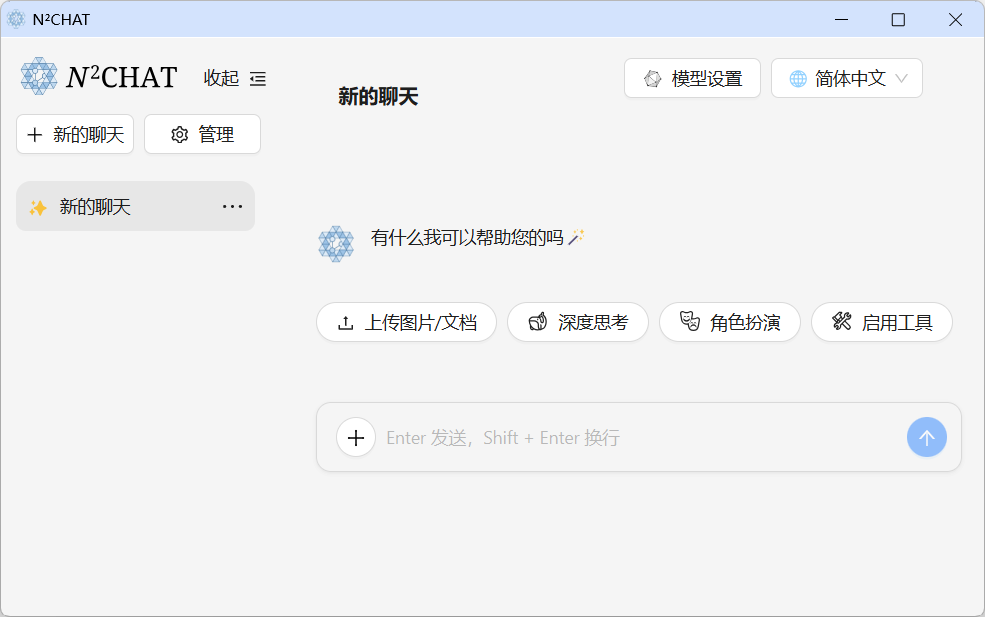 N²CHAT
N²CHAT
收起
新的聊天
管理
新的聊天
新的聊天
模型设置
简体中文
有什么我可以帮助您的吗
上传图片/文档
深度思考
角色扮演
启用工具
Enter 发送，Shift + Enter 换行